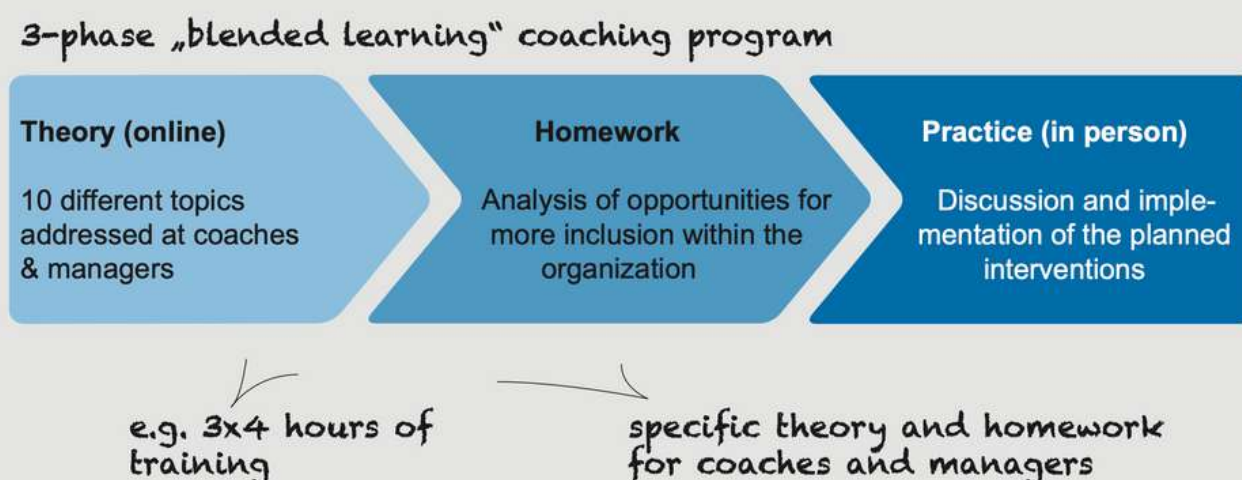 3-phase „blended learning“ coaching program
Theory (online)
10 different topics
addressed at coaches
& managers
Homework
Analysis of opportunities for
more inclusion within the
organization
Practice (in person)
Discussion and imple-
mentation of the planned
interventions
e.g. 3x4 hours of
training
specific theory and homework
for coaches and managers